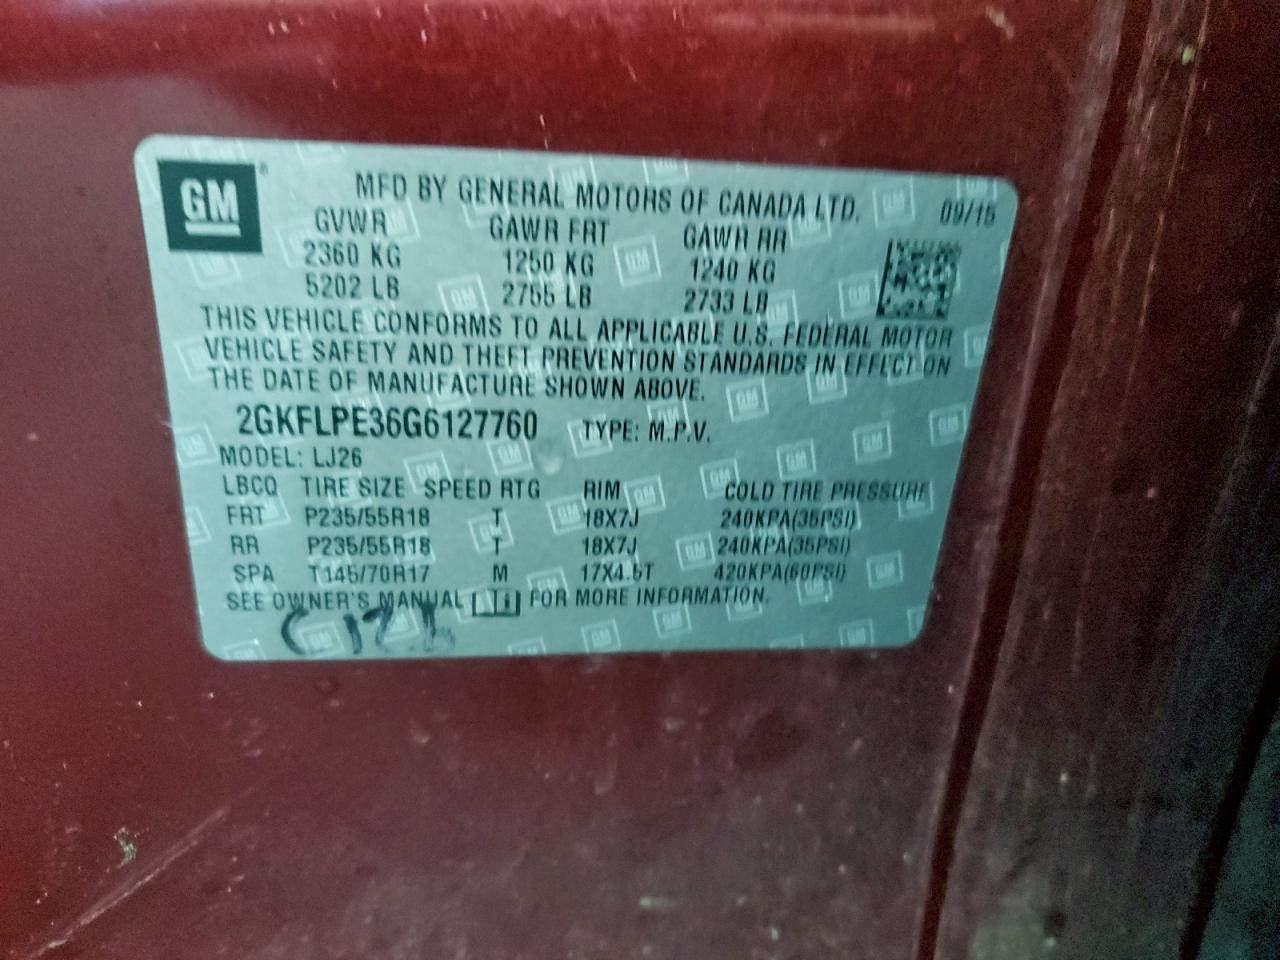 GM
MFD BY GENERAL MOTORS OF CANADA LTD. 09/15
GVWR GAWR FRT GAWR RR
2360 KG 1250 KG 1240 KG
5202 LB 2755 LB 2733 LB
THIS VEHICLE CONFORMS TO ALL APPLICABLE U.S. FEDERAL MOTOR
VEHICLE SAFETY AND THEFT PREVENTION STANDARDS IN EFFECT ON
THE DATE OF MANUFACTURE SHOWN ABOVE.
2GKFLPE36G6127760 TYPE: M.P.V.
MODEL: LJ26
LBCQ TIRE SIZE SPEED RTG RIM COLD TIRE PRESSURE
FRT P235/55R18 T 18X7J 240KPA(35PSI)
RR P235/55R18 T 18X7J 240KPA(35PSI)
SPA T145/70R17 M 17X4.5T 420KPA(60PSI)
SEE OWNER'S MANUAL FOR MORE INFORMATION.